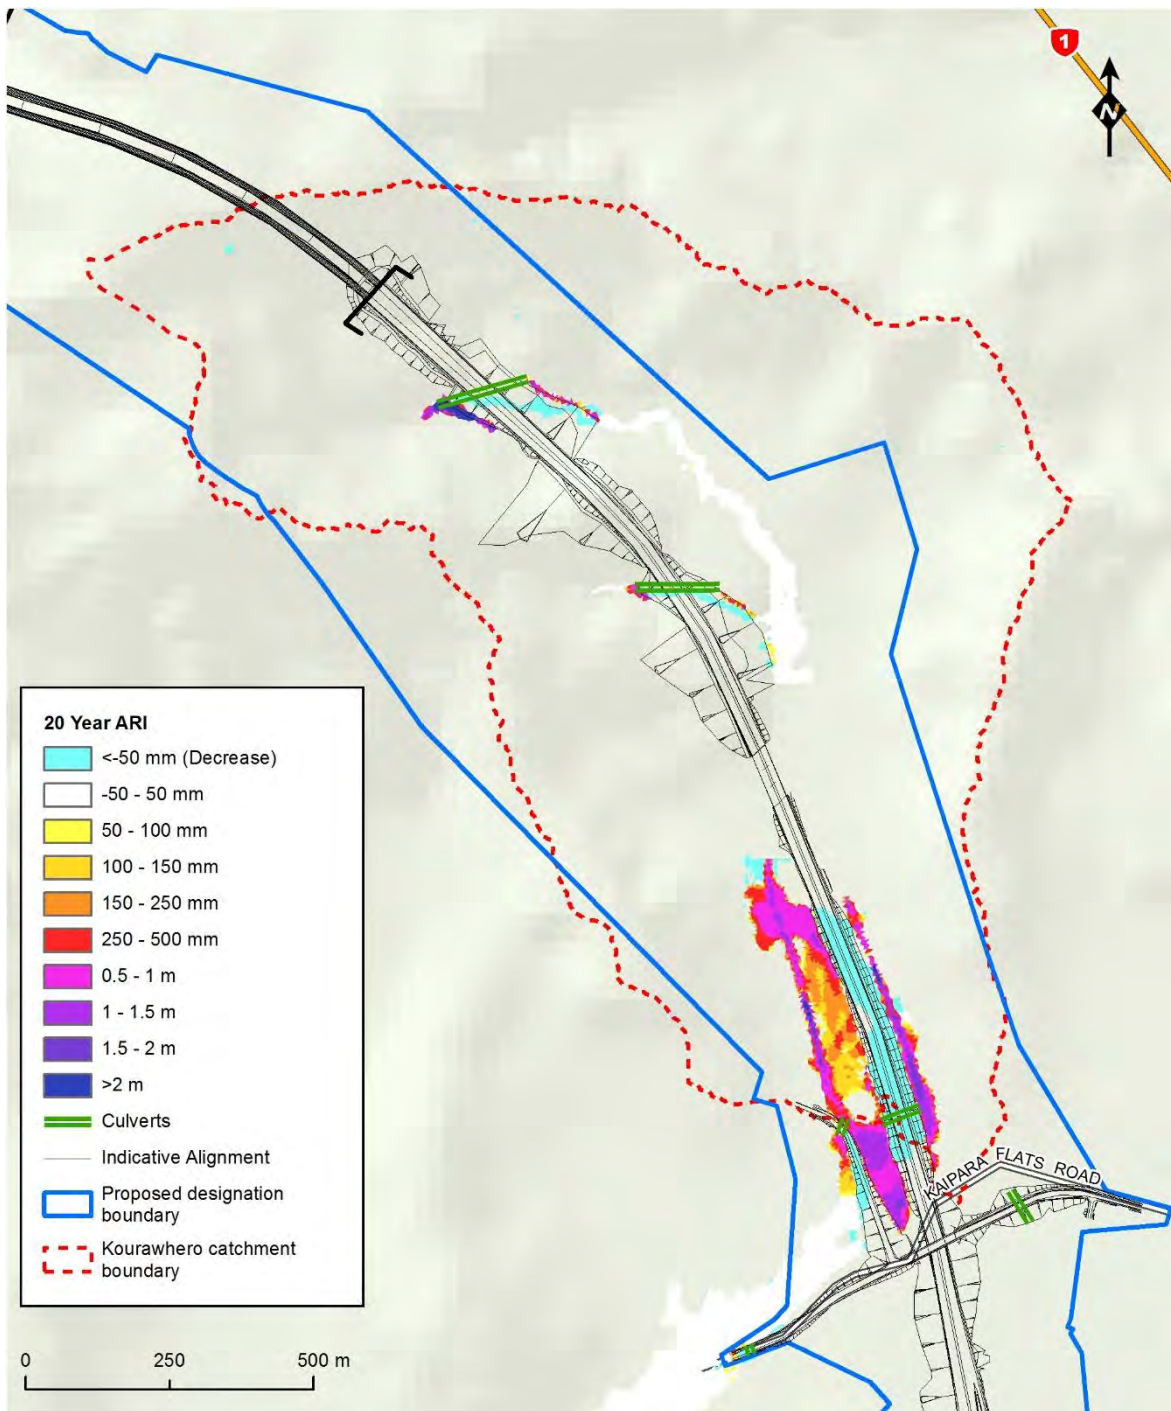 1
N
20 Year ARI
<-50 mm (Decrease)
-50 - 50 mm
50 - 100 mm
100 - 150 mm
150 - 250 mm
250 - 500 mm
0.5 - 1 m
1 - 1.5 m
1.5 - 2 m
>2 m
Culverts
Indicative Alignment
Proposed designation
boundary
Kourawhero catchment
boundary
KAIPARA FLATS ROAD
0 250 500 m